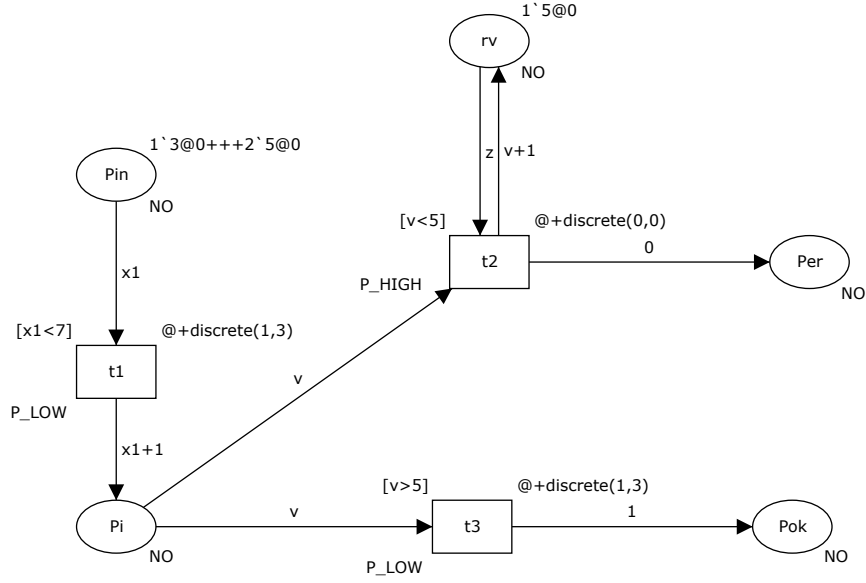 1`5@0
rv
NO
1`3@0+++2`5@0
Pin
NO
z
v+1
[v<5]
@+discrete(0,0)
t2
0
Per
P_HIGH
NO
x1
[x1<7]
@+discrete(1,3)
t1
P_LOW
v
x1+1
[v>5]
@+discrete(1,3)
Pi
v
t3
1
Pok
NO
P_LOW
NO